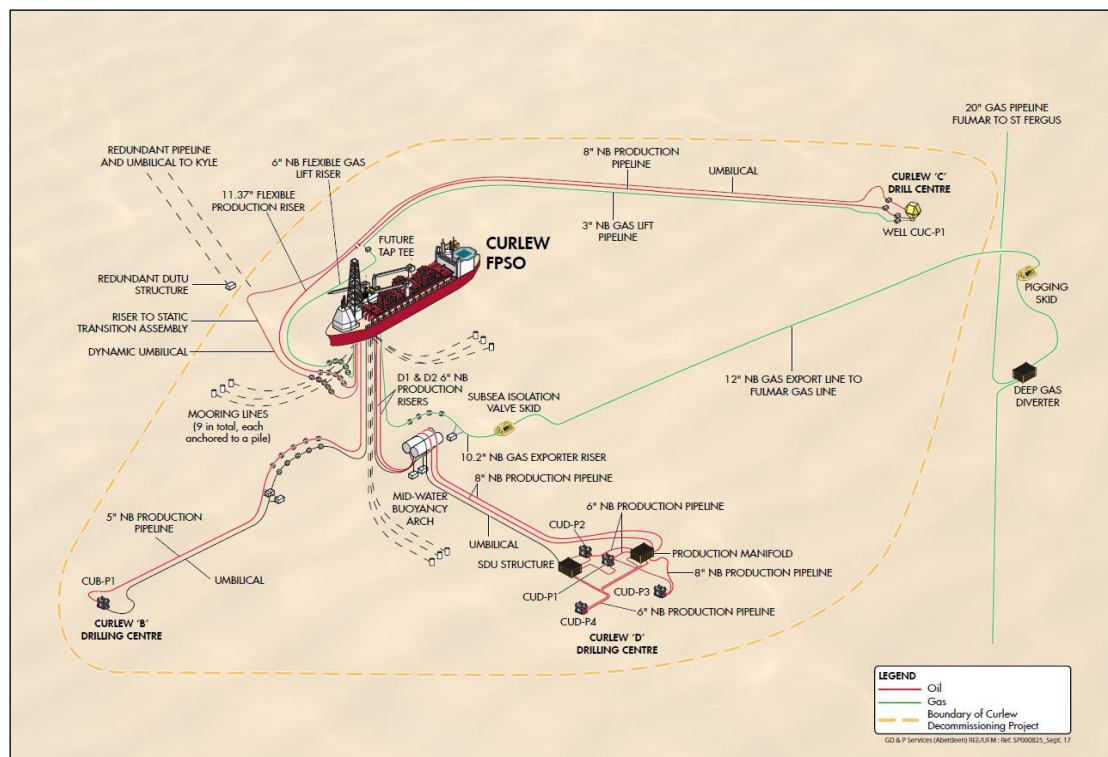 20" GAS PIPELINE
FULMAR TO ST FERGUS
REDUNDANT PIPELINE
AND UMBILICAL TO KYLE
6" NB FLEXIBLE GAS
LIFT RISER
8" NB PRODUCTION
PIPELINE
UMBILICAL
CURLEW 'C'
DRILL CENTRE
11.37" FLEXIBLE
PRODUCTION RISER
3" NB GAS LIFT
PIPELINE
WELL CUC-P1
FUTURE
TAP TEE
CURLEW
FPSO
REDUNDANT DUTU
STRUCTURE
PIGGING
SKID
RISER TO STATIC
TRANSITION ASSEMBLY
DYNAMIC UMBILICAL
12" NB GAS EXPORT LINE TO
FULMAR GAS LINE
D1 & D2 6" NB
PRODUCTION
RISERS
SUBSEA ISOLATION
VALVE SKID
DEEP GAS
DIVERTER
MOORING LINES
(9 in total, each
anchored to a pile)
10.2" NB GAS EXPORTER RISER
8" NB PRODUCTION PIPELINE
MID-WATER
BUOYANCY
ARCH
5" NB PRODUCTION
PIPELINE
6" NB PRODUCTION PIPELINE
CUD-P2
UMBILICAL
PRODUCTION MANIFOLD
SDU STRUCTURE
8" NB PRODUCTION PIPELINE
CUB-P1
UMBILICAL
CUD-P1
CUD-P3
6" NB PRODUCTION PIPELINE
CUD-P4
CURLEW 'B'
DRILLING CENTRE
CURLEW 'D'
DRILLING CENTRE
LEGEND
Oil
Gas
Boundary of Curlew
Decommissioning Project
GD & P Services (Aberdeen) REE/UFM : Ref. SP000825_Sept. 17